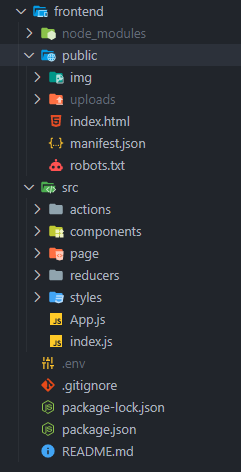 frontend
node_modules
public
img
uploads
index.html
manifest.json
robots.txt
src
actions
components
page
reducers
styles
App.js
index.js
.env
.gitignore
package-lock.json
package.json
README.md